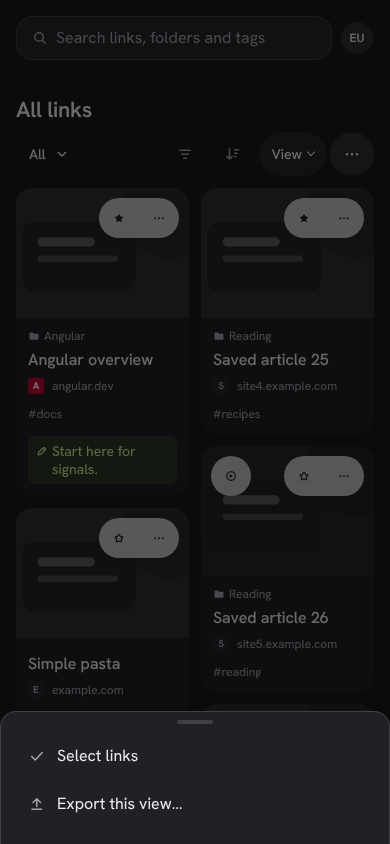 Search links, folders and tags
EU
All links
All
View
Angular
Angular overview
A angular.dev
#docs
Start here for
signals.
Reading
Saved article 25
S site4.example.com
#recipes
Simple pasta
E example.com
Reading
Saved article 26
S site5.example.com
#reading
Select links
Export this view...